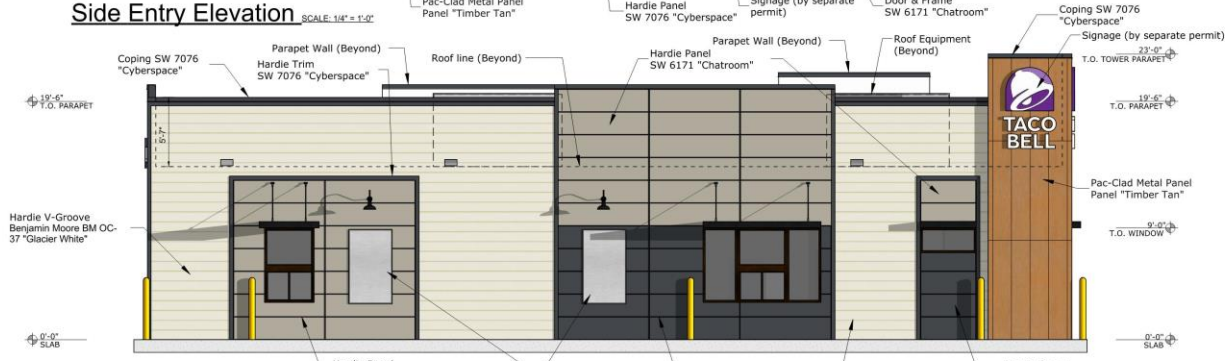 Side Entry Elevation SCALE: 1/4" = 1'-0"
Pac-Clad Metal Panel
Panel "Timber Tan"
Hardie Panel
SW 7076 "Cyberspace"
Signage (by separate
permit)
Door & Frame
SW 6171 "Chatroom"
Coping SW 7076
"Cyberspace"
Signage (by separate permit)
Coping SW 7076
"Cyberspace"
Parapet Wall (Beyond)
Hardie Trim
SW 7076 "Cyberspace"
Roof line (Beyond)
Hardie Panel
SW 6171 "Chatroom"
Parapet Wall (Beyond)
Roof Equipment
(Beyond)
23'-0"
T.O. TOWER PARAPET
19'-6"
T.O. PARAPET
19'-6"
T.O. PARAPET
5'-7"
TACO
BELL
Pac-Clad Metal Panel
Panel "Timber Tan"
Hardie V-Groove
Benjamin Moore BM OC-
37 "Glacier White"
9'-0"
T.O. WINDOW
0'-0"
SLAB
0'-0"
SLAB